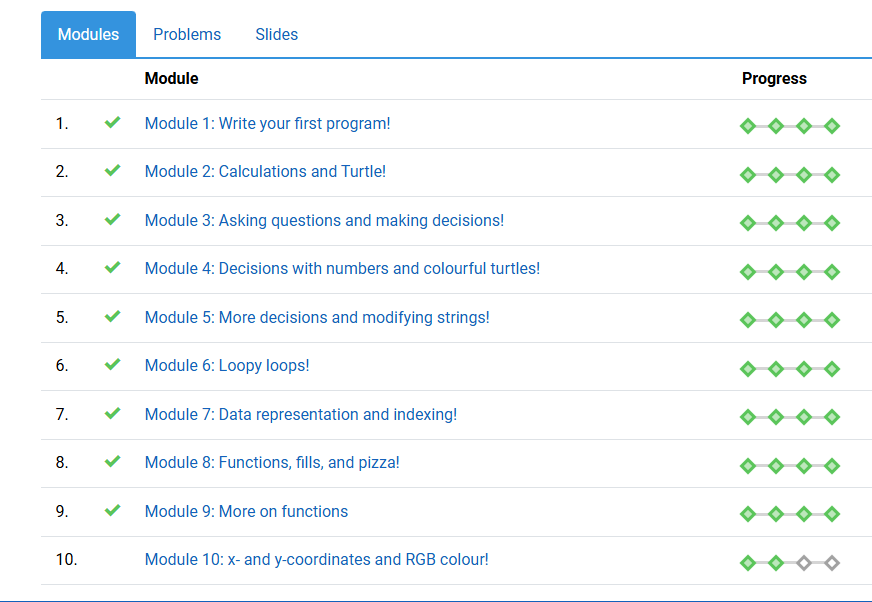 Modules Problems Slides
Module Progress
1. Module 1: Write your first program!
2. Module 2: Calculations and Turtle!
3. Module 3: Asking questions and making decisions!
4. Module 4: Decisions with numbers and colourful turtles!
5. Module 5: More decisions and modifying strings!
6. Module 6: Loopy loops!
7. Module 7: Data representation and indexing!
8. Module 8: Functions, fills, and pizza!
9. Module 9: More on functions
10. Module 10: x- and y-coordinates and RGB colour!